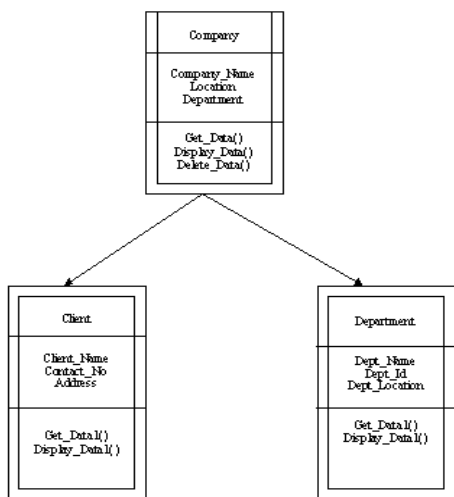 Company
Company_Name
Location
Department
Get_Data()
Display_Data()
Delete_Data()
Client
Client_Name
Contact_No
Address
Get_Data1()
Display_Data1()
Department
Dept_Name
Dept_Id
Dept_Location
Get_Data1()
Display_Data1()